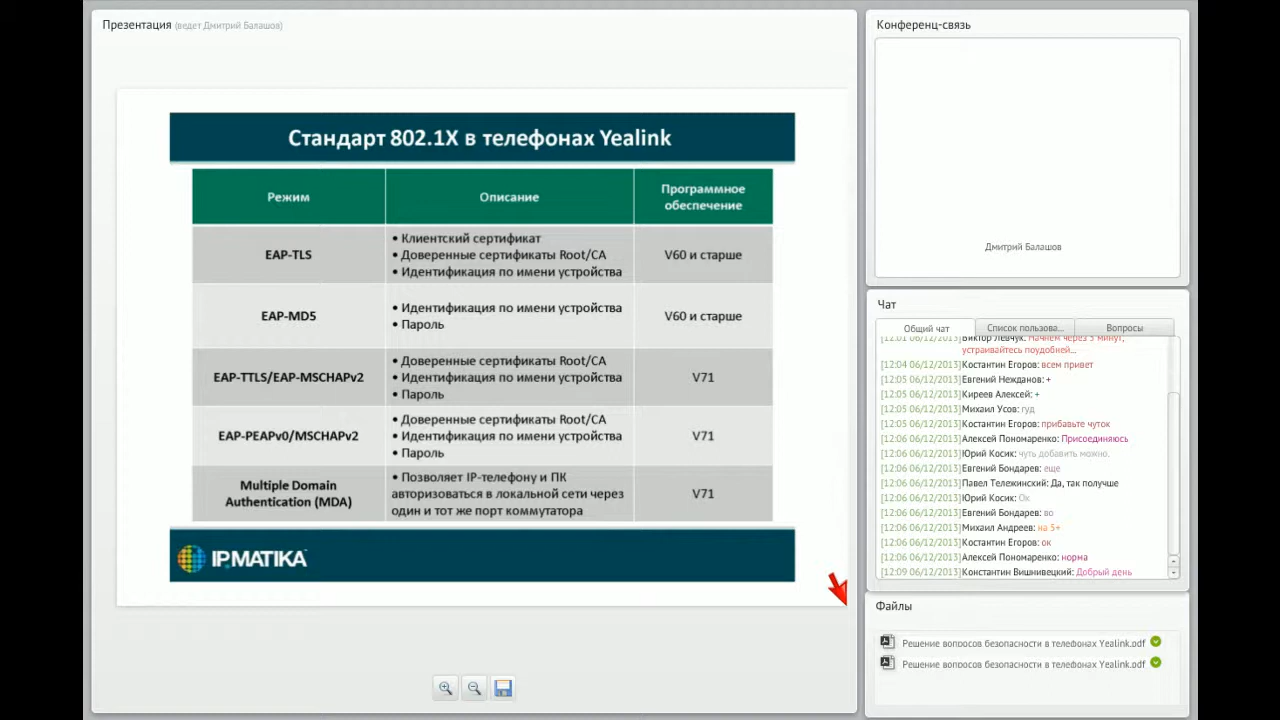 Презентация (ведет Дмитрий Балашов)
Стандарт 802.1X в телефонах Yealink
Режим
Описание
Программное
обеспечение
EAP-TLS
• Клиентский сертификат
• Доверенные сертификаты Root/CA
• Идентификация по имени устройства
V60 и старше
EAP-MD5
• Идентификация по имени устройства
• Пароль
V60 и старше
EAP-TTLS/EAP-MSCHAPv2
• Доверенные сертификаты Root/CA
• Идентификация по имени устройства
• Пароль
V71
EAP-PEAPv0/MSCHAPv2
• Доверенные сертификаты Root/CA
• Идентификация по имени устройства
• Пароль
V71
Multiple Domain
Authentication (MDA)
• Позволяет IP-телефону и ПК
авторизоваться в локальной сети через
один и тот же порт коммутатора
V71
IPMATIKA
Конференц-связь
Дмитрий Балашов
Чат
Общий чат
Список пользова...
Вопросы
[12:01 06/12/2013]Виктор Левчук: Начнем через 5 минут,
устраивайтесь поудобней...
[12:04 06/12/2013]Костантин Егоров: всем привет
[12:05 06/12/2013]Евгений Нежданов: +
[12:05 06/12/2013]Киреев Алексей: +
[12:05 06/12/2013]Михаил Усов: гуд
[12:05 06/12/2013]Костантин Егоров: прибавьте чуток
[12:06 06/12/2013]Алексей Пономаренко: Присоединяюсь
[12:06 06/12/2013]Юрий Косик: чуть добавить можно.
[12:06 06/12/2013]Евгений Бондарев: еще
[12:06 06/12/2013]Павел Тележинский: Да, так получше
[12:06 06/12/2013]Юрий Косик: Ок
[12:06 06/12/2013]Евгений Бондарев: во
[12:06 06/12/2013]Михаил Андреев: на 5+
[12:06 06/12/2013]Костантин Егоров: ок
[12:06 06/12/2013]Алексей Пономаренко: норма
[12:09 06/12/2013]Константин Вишнивецкий: Добрый день
Файлы
Решение вопросов безопасности в телефонах Yealink.pdf
Решение вопросов безопасности в телефонах Yealink.pdf